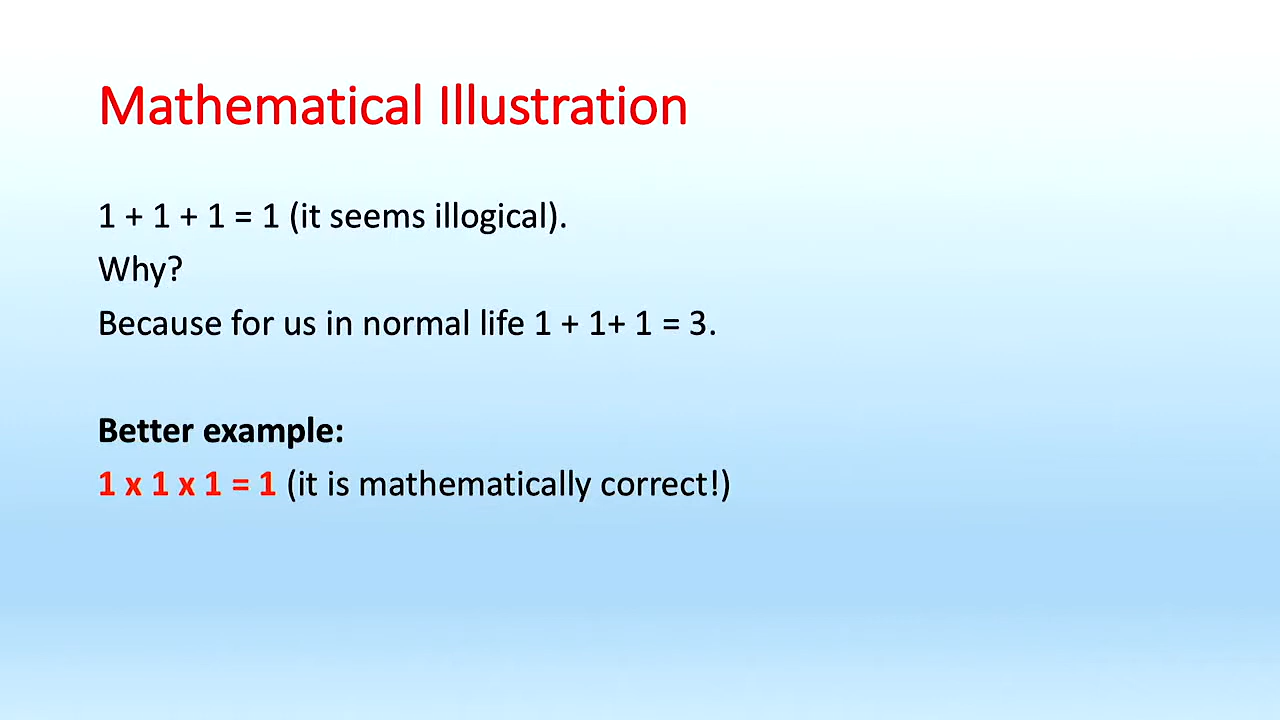 Mathematical Illustration
1 + 1 + 1 = 1 (it seems illogical).
Why?
Because for us in normal life 1 + 1+ 1 = 3.
Better example:
1 x 1 x 1 = 1 (it is mathematically correct!)